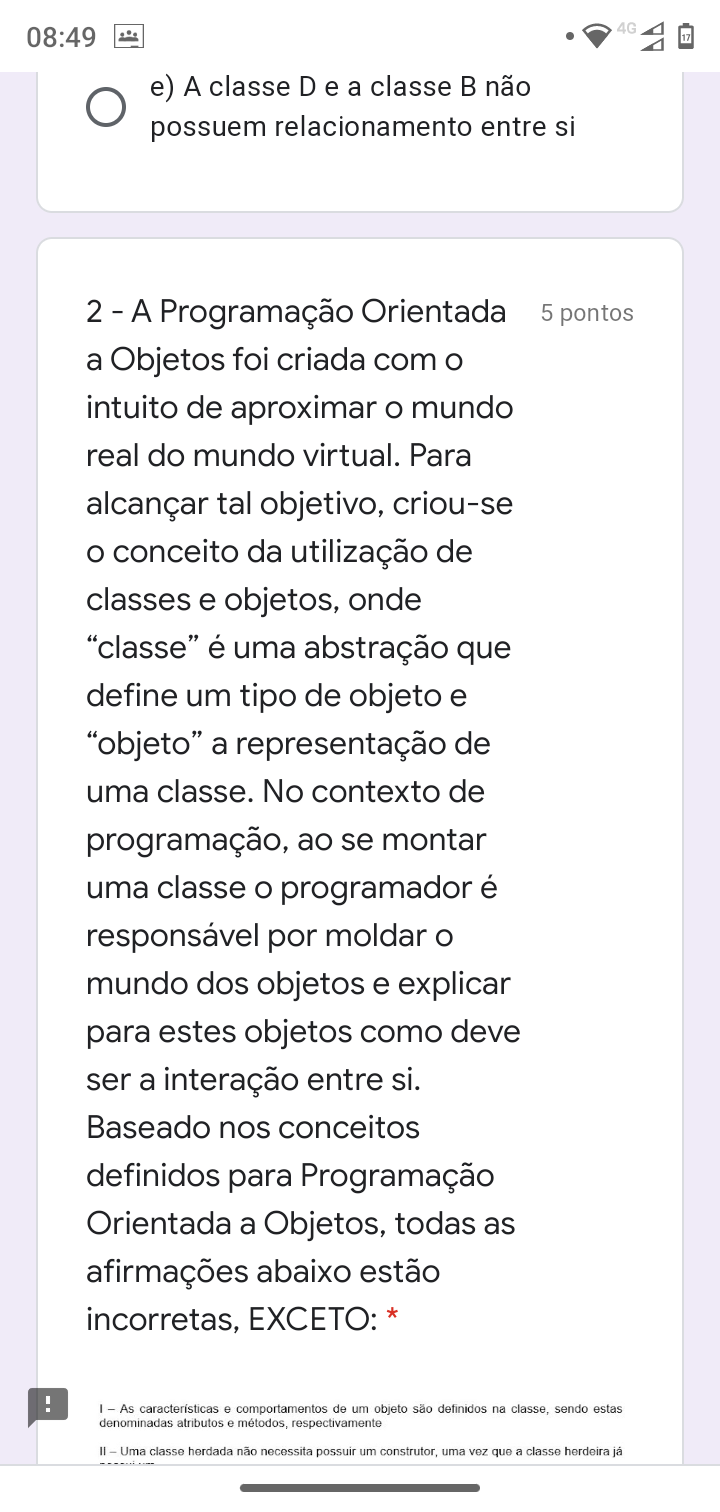 08:49
4G
17
e) A classe D e a classe B não
possuem relacionamento entre si
2 - A Programação Orientada
5 pontos
a Objetos foi criada com o
intuito de aproximar o mundo
real do mundo virtual. Para
alcançar tal objetivo, criou-se
o conceito da utilização de
classes e objetos, onde
“classe” é uma abstração que
define um tipo de objeto e
“objeto” a representação de
uma classe. No contexto de
programação, ao se montar
uma classe o programador é
responsável por moldar o
mundo dos objetos e explicar
para estes objetos como deve
ser a interação entre si.
Baseado nos conceitos
definidos para Programação
Orientada a Objetos, todas as
afirmações abaixo estão
incorretas, EXCETO: *
I – As características e comportamentos de um objeto são definidos na classe, sendo estas
denominadas atributos e métodos, respectivamente
II – Uma classe herdada não necessita possuir um construtor, uma vez que a classe herdeira já